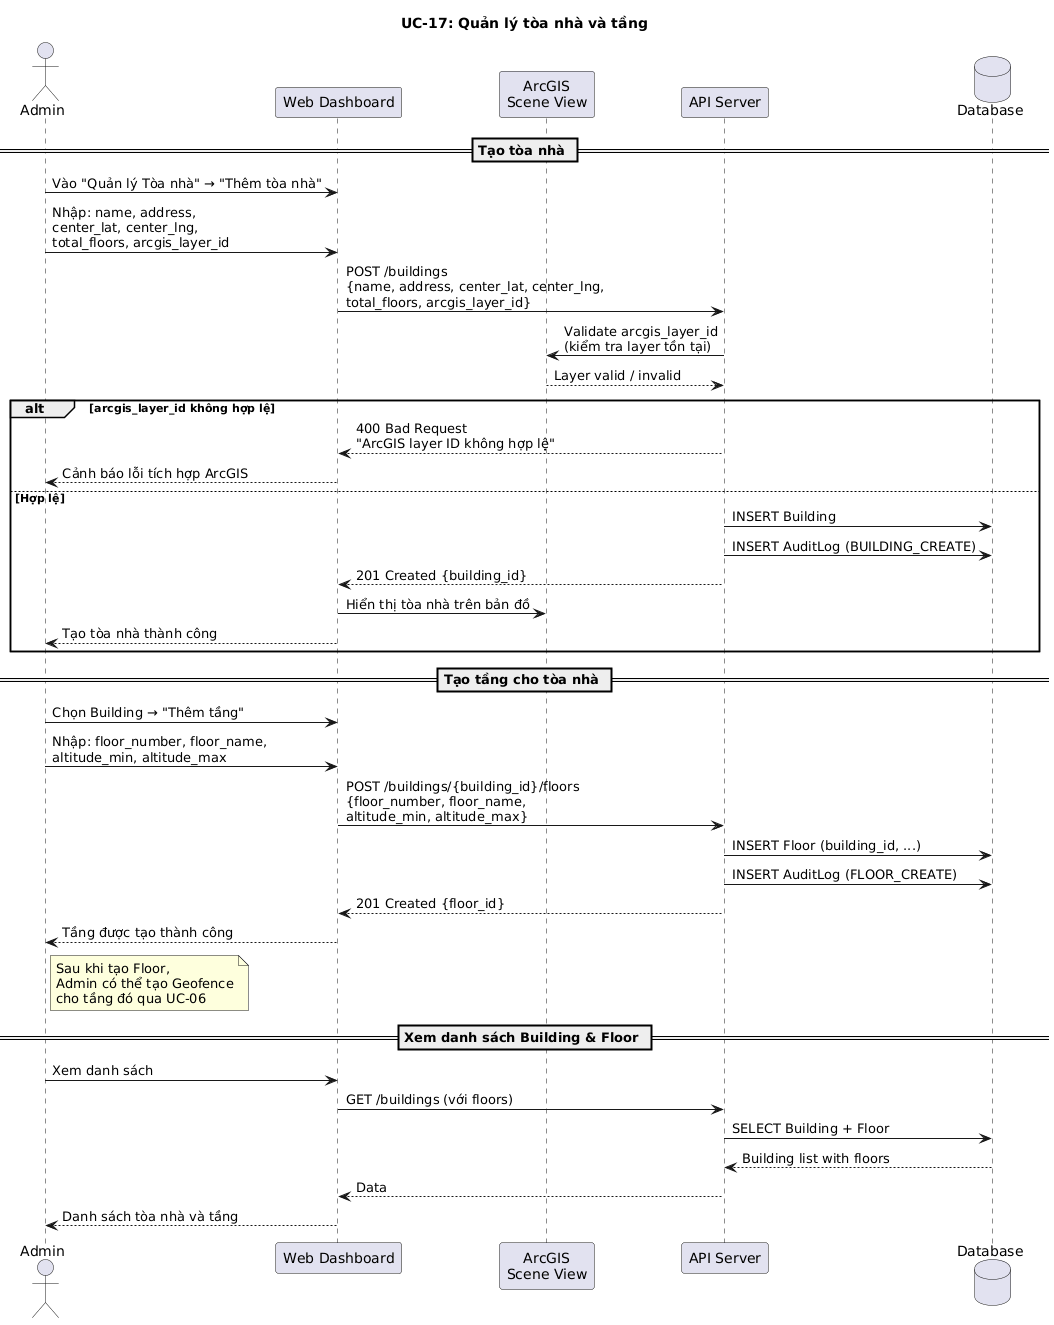 UC-17: Quản lý tòa nhà và tầng
Admin
Web Dashboard
ArcGIS
Scene View
API Server
Database
Tạo tòa nhà
Vào "Quản lý Tòa nhà" → "Thêm tòa nhà"
Nhập: name, address,
center_lat, center_lng,
total_floors, arcgis_layer_id
POST /buildings
{name, address, center_lat, center_lng,
total_floors, arcgis_layer_id}
Validate arcgis_layer_id
(kiểm tra layer tồn tại)
Layer valid / invalid
alt [arcgis_layer_id không hợp lệ]
400 Bad Request
"ArcGIS layer ID không hợp lệ"
Cảnh báo lỗi tích hợp ArcGIS
[Hợp lệ]
INSERT Building
INSERT AuditLog (BUILDING_CREATE)
201 Created {building_id}
Hiển thị tòa nhà trên bản đồ
Tạo tòa nhà thành công
Tạo tầng cho tòa nhà
Chọn Building → "Thêm tầng"
Nhập: floor_number, floor_name,
altitude_min, altitude_max
POST /buildings/{building_id}/floors
{floor_number, floor_name,
altitude_min, altitude_max}
INSERT Floor (building_id, ...)
INSERT AuditLog (FLOOR_CREATE)
201 Created {floor_id}
Tầng được tạo thành công
Sau khi tạo Floor,
Admin có thể tạo Geofence
cho tầng đó qua UC-06
Xem danh sách Building & Floor
Xem danh sách
GET /buildings (với floors)
SELECT Building + Floor
Building list with floors
Data
Danh sách tòa nhà và tầng
Admin
Web Dashboard
ArcGIS
Scene View
API Server
Database